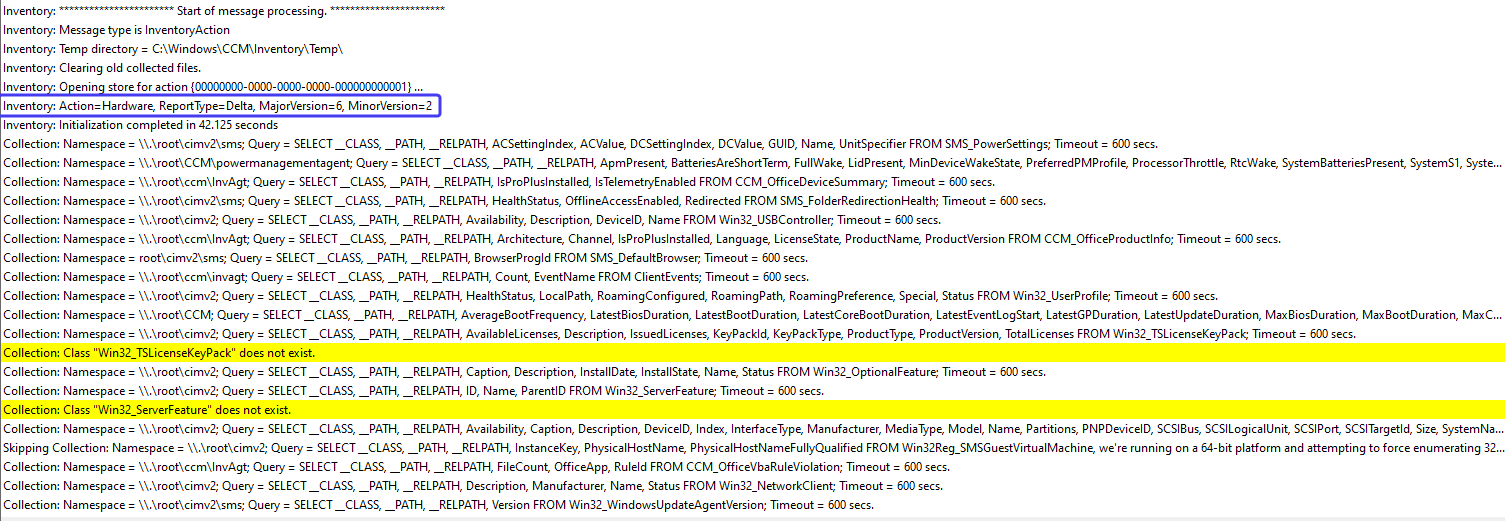 Inventory: *********************** Start of message processing. ***********************
Inventory: Message type is InventoryAction
Inventory: Temp directory = C:\Windows\CCM\Inventory\Temp\
Inventory: Clearing old collected files.
Inventory: Opening store for action {00000000-0000-0000-0000-000000000001} ...
Inventory: Action=Hardware, ReportType=Delta, MajorVersion=6, MinorVersion=2
Inventory: Initialization completed in 42.125 seconds
Collection: Namespace = \\.\root\cimv2\sms; Query = SELECT __CLASS, __PATH, __RELPATH, ACSettingIndex, ACValue, DCSettingIndex, DCValue, GUID, Name, UnitSpecifier FROM SMS_PowerSettings; Timeout = 600 secs.
Collection: Namespace = \\.\root\CCM\powermanagementagent; Query = SELECT __CLASS, __PATH, __RELPATH, ApmPresent, BatteriesAreShortTerm, FullWake, LidPresent, MinDeviceWakeState, PreferredPMProfile, ProcessorThrottle, RtcWake, SystemBatteriesPresent, SystemS1, Syste...
Collection: Namespace = \\.\root\ccm\InvAgt; Query = SELECT __CLASS, __PATH, __RELPATH, IsProPlusInstalled, IsTelemetryEnabled FROM CCM_OfficeDeviceSummary; Timeout = 600 secs.
Collection: Namespace = \\.\root\cimv2\sms; Query = SELECT __CLASS, __PATH, __RELPATH, HealthStatus, OfflineAccessEnabled, Redirected FROM SMS_FolderRedirectionHealth; Timeout = 600 secs.
Collection: Namespace = \\.\root\cimv2; Query = SELECT __CLASS, __PATH, __RELPATH, Availability, Description, DeviceID, Name FROM Win32_USBController; Timeout = 600 secs.
Collection: Namespace = \\.\root\ccm\InvAgt; Query = SELECT __CLASS, __PATH, __RELPATH, Architecture, Channel, IsProPlusInstalled, Language, LicenseState, ProductName, ProductVersion FROM CCM_OfficeProductInfo; Timeout = 600 secs.
Collection: Namespace = root\cimv2\sms; Query = SELECT __CLASS, __PATH, __RELPATH, BrowserProgId FROM SMS_DefaultBrowser; Timeout = 600 secs.
Collection: Namespace = \\.\root\ccm\invagt; Query = SELECT __CLASS, __PATH, __RELPATH, Count, EventName FROM ClientEvents; Timeout = 600 secs.
Collection: Namespace = \\.\root\cimv2; Query = SELECT __CLASS, __PATH, __RELPATH, HealthStatus, LocalPath, RoamingConfigured, RoamingPath, RoamingPreference, Special, Status FROM Win32_UserProfile; Timeout = 600 secs.
Collection: Namespace = \\.\root\CCM; Query = SELECT __CLASS, __PATH, __RELPATH, AverageBootFrequency, LatestBiosDuration, LatestBootDuration, LatestCoreBootDuration, LatestEventLogStart, LatestGPDuration, LatestUpdateDuration, MaxBiosDuration, MaxBootDuration, MaxC...
Collection: Namespace = \\.\root\cimv2; Query = SELECT __CLASS, __PATH, __RELPATH, AvailableLicenses, Description, IssuedLicenses, KeyPackId, KeyPackType, ProductType, ProductVersion, TotalLicenses FROM Win32_TSLicenseKeyPack; Timeout = 600 secs.
Collection: Class "Win32_TSLicenseKeyPack" does not exist.
Collection: Namespace = \\.\root\cimv2; Query = SELECT __CLASS, __PATH, __RELPATH, Caption, Description, InstallDate, InstallState, Name, Status FROM Win32_OptionalFeature; Timeout = 600 secs.
Collection: Namespace = \\.\root\cimv2; Query = SELECT __CLASS, __PATH, __RELPATH, ID, Name, ParentID FROM Win32_ServerFeature; Timeout = 600 secs.
Collection: Class "Win32_ServerFeature" does not exist.
Collection: Namespace = \\.\root\cimv2; Query = SELECT __CLASS, __PATH, __RELPATH, Availability, Caption, Description, DeviceID, Index, InterfaceType, Manufacturer, MediaType, Model, Name, Partitions, PNPDeviceID, SCSIBus, SCSILogicalUnit, SCSIPort, SCSITargetId, Size, SystemNa...
Skipping Collection: Namespace = \\.\root\cimv2; Query = SELECT __CLASS, __PATH, __RELPATH, InstanceKey, PhysicalHostName, PhysicalHostNameFullyQualified FROM Win32Reg_SMSGuestVirtualMachine, we're running on a 64-bit platform and attempting to force enumerating 32...
Collection: Namespace = \\.\root\ccm\InvAgt; Query = SELECT __CLASS, __PATH, __RELPATH, FileCount, OfficeApp, RuleId FROM CCM_OfficeVbaRuleViolation; Timeout = 600 secs.
Collection: Namespace = \\.\root\cimv2; Query = SELECT __CLASS, __PATH, __RELPATH, Description, Manufacturer, Name, Status FROM Win32_NetworkClient; Timeout = 600 secs.
Collection: Namespace = \\.\root\cimv2\sms; Query = SELECT __CLASS, __PATH, __RELPATH, Version FROM Win32_WindowsUpdateAgentVersion; Timeout = 600 secs.